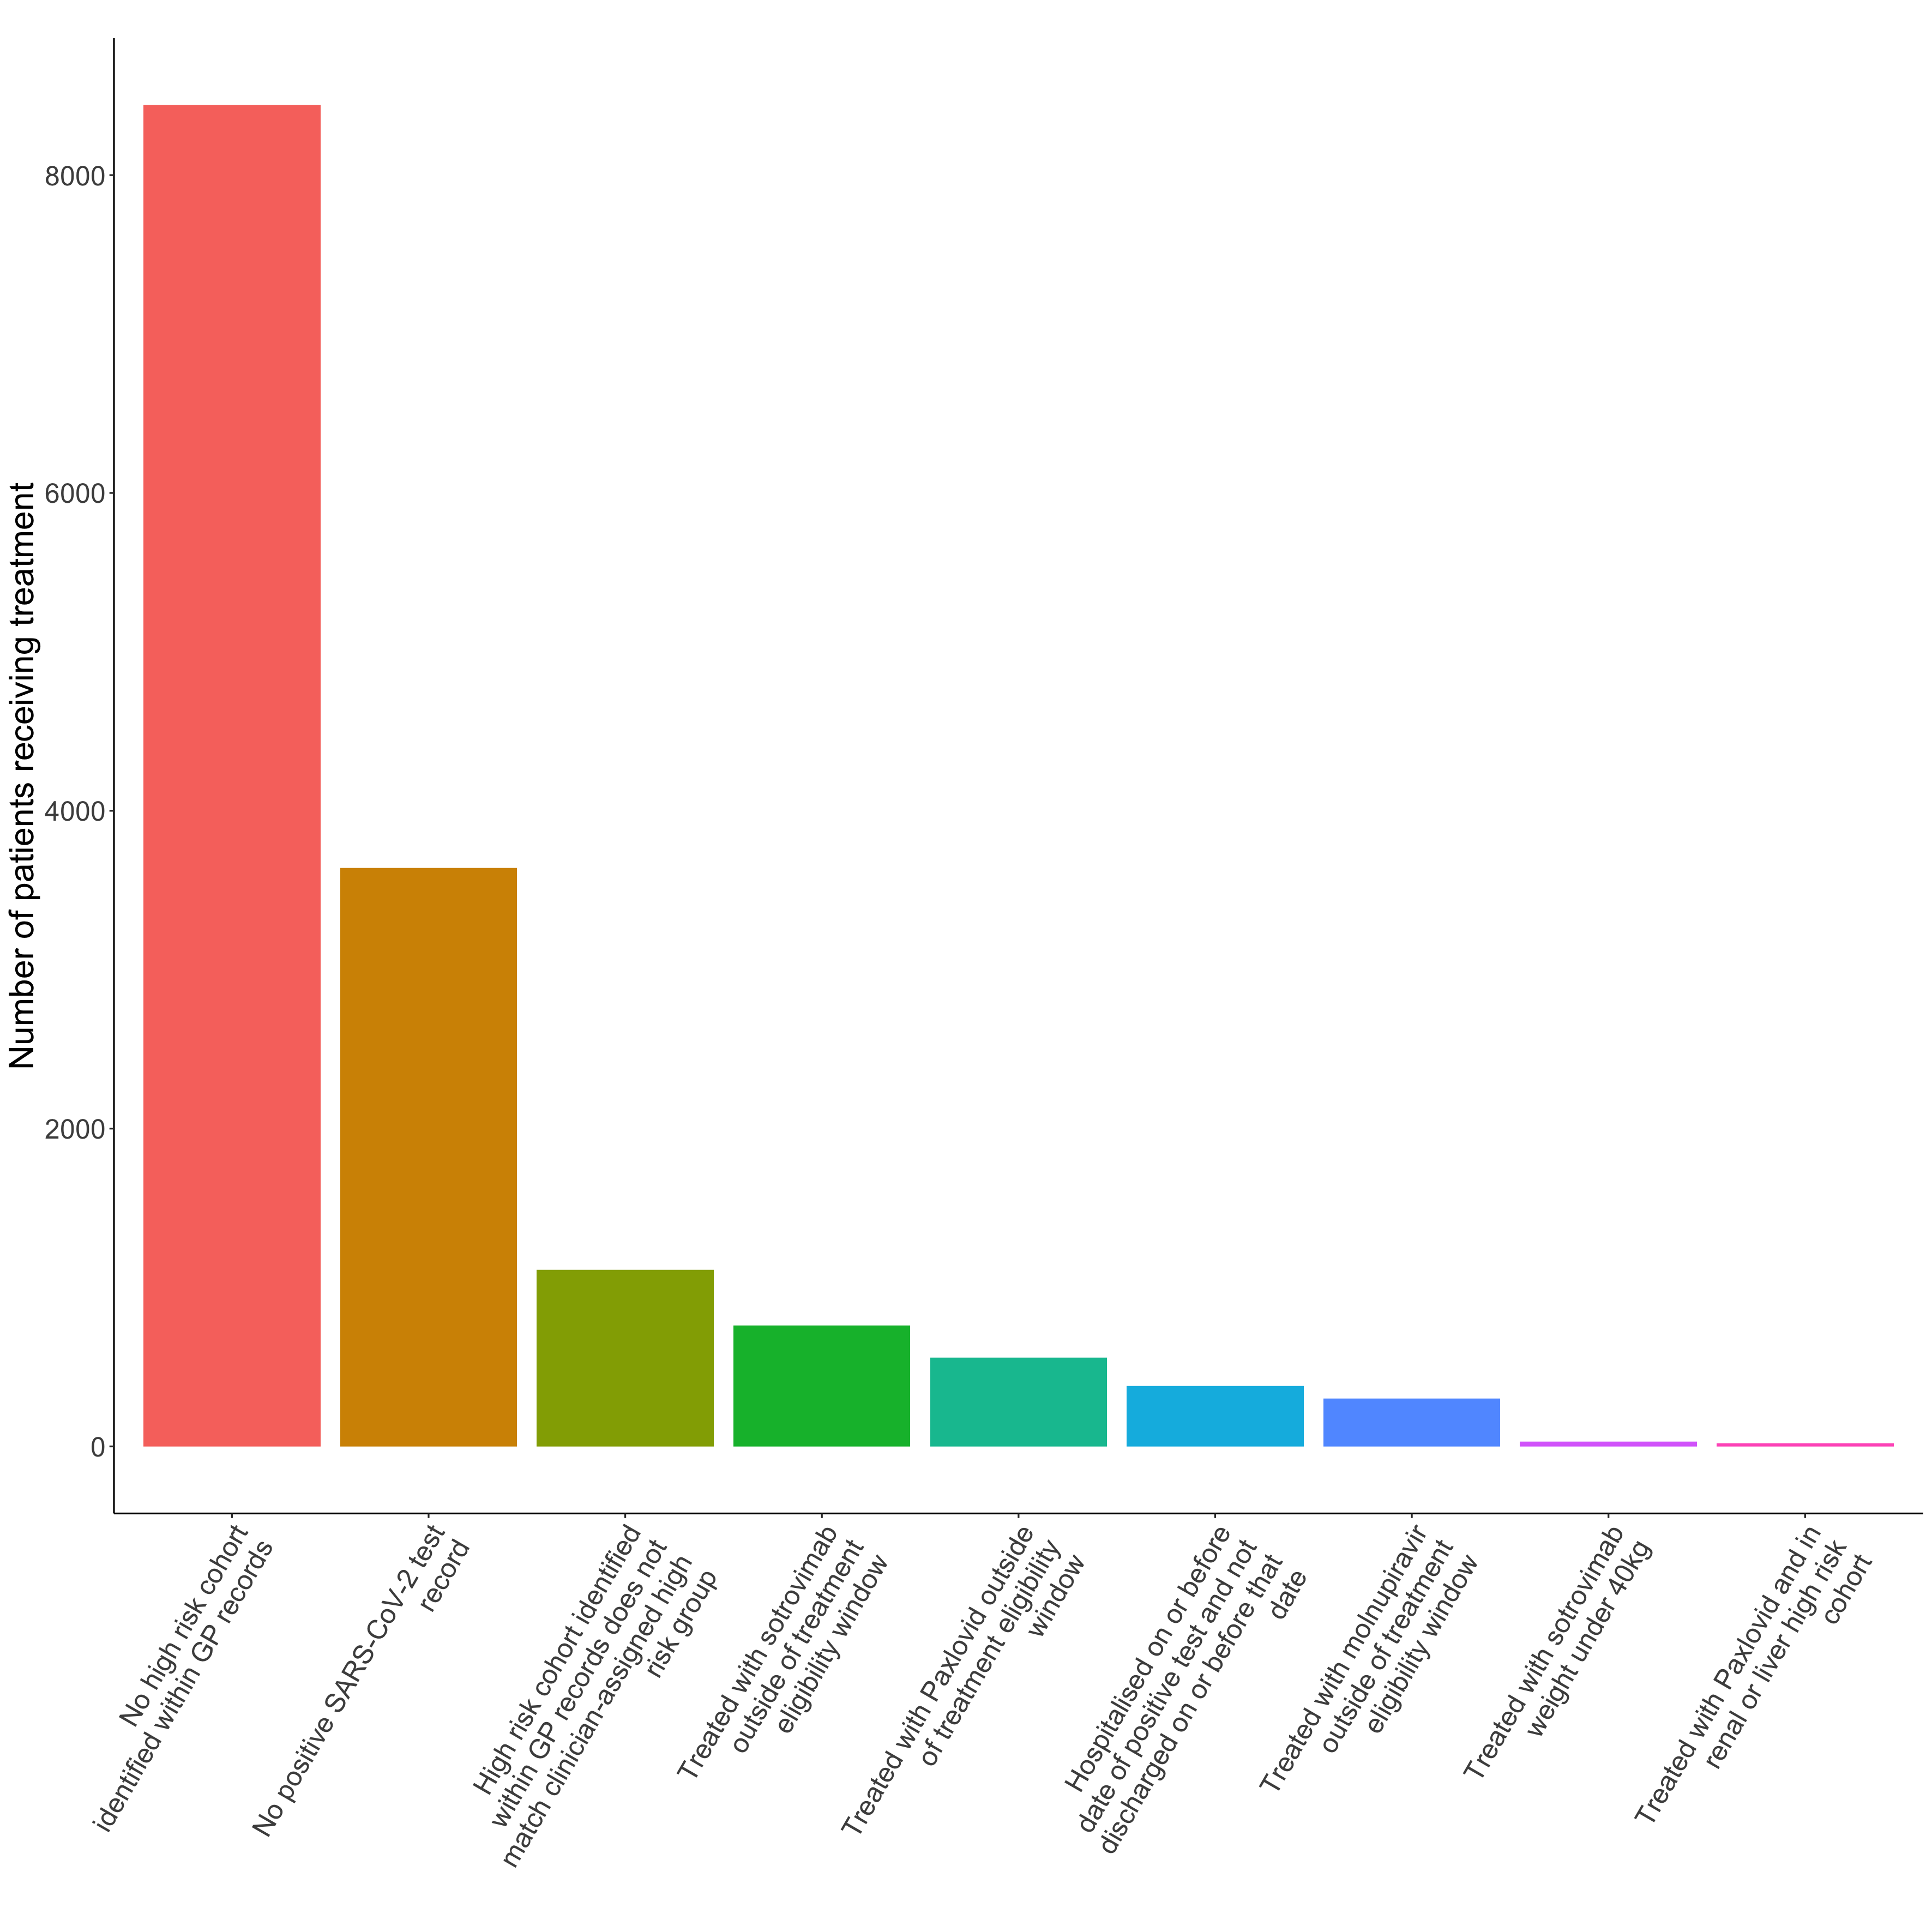 Number of patients receiving treatment
8000
6000
4000
2000
0
No high risk cohort
identified within GP records
No positive SARS-CoV-2 test
record
High risk cohort identified
within GP records does not
match clinician-assigned high
risk group
Treated with sotrovimab
outside of treatment
eligibility window
Treated with Paxlovid outside
of treatment eligibility
window
Hospitalised on or before
date of positive test and not
discharged on or before that
date
Treated with molnupiravir
outside of treatment
eligibility window
Treated with sotrovimab
weight under 40kg
Treated with Paxlovid and in
renal or liver high risk
cohort